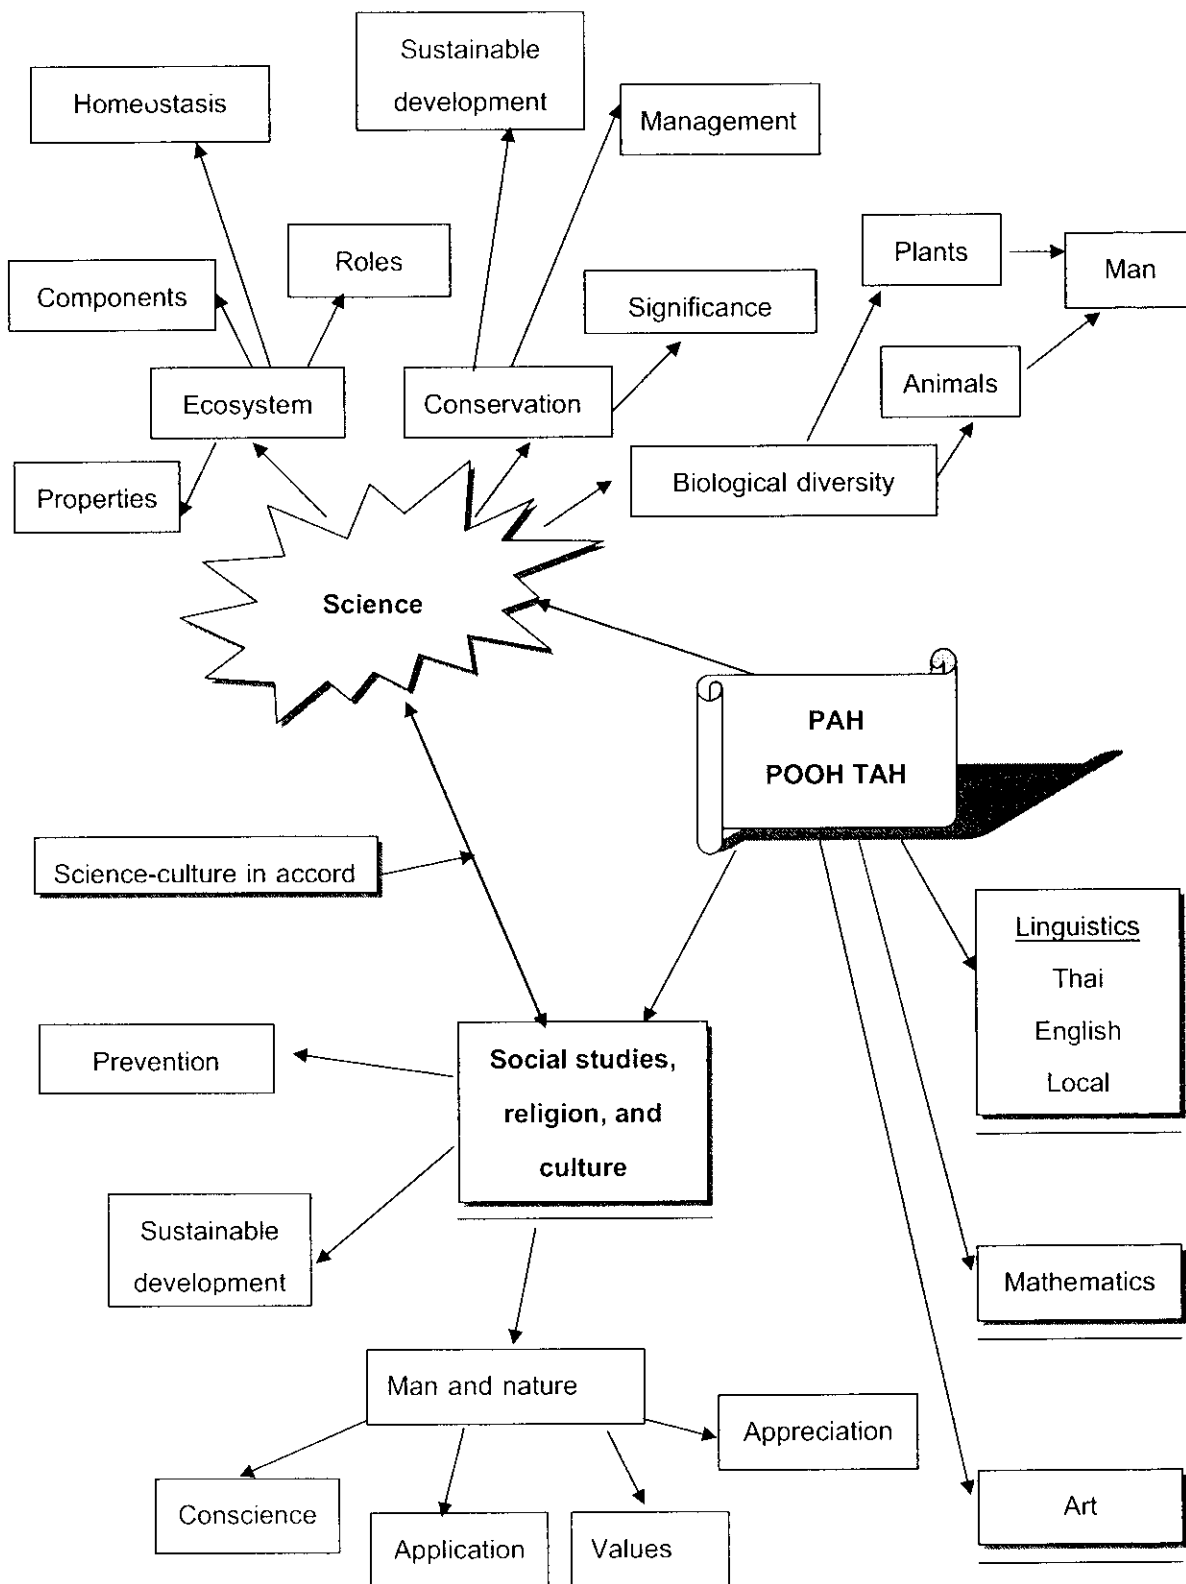 Sustainable
development
Homeostasis
Management
Roles
Plants
Man
Components
Significance
Animals
Ecosystem
Conservation
Biological diversity
Properties
Science
PAH
POOH TAH
Science-culture in accord
Linguistics
Thai
English
Local
Prevention
Social studies,
religion, and
culture
Sustainable
development
Mathematics
Man and nature
Appreciation
Conscience
Application
Values
Art